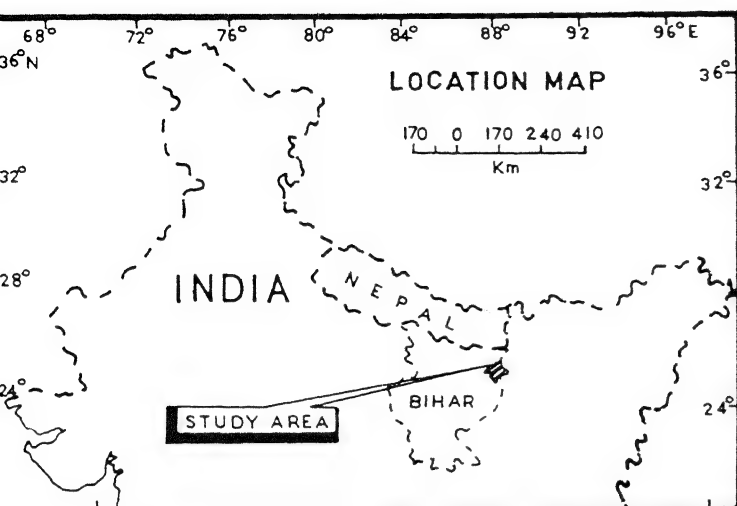 68° 72° 76° 80° 84° 88° 92 96°E
36°N
36°
LOCATION MAP
170 0 170 240 410
Km
32°
32°
28°
28°
INDIA
NEPAL
24°
24°
BIHAR
STUDY AREA